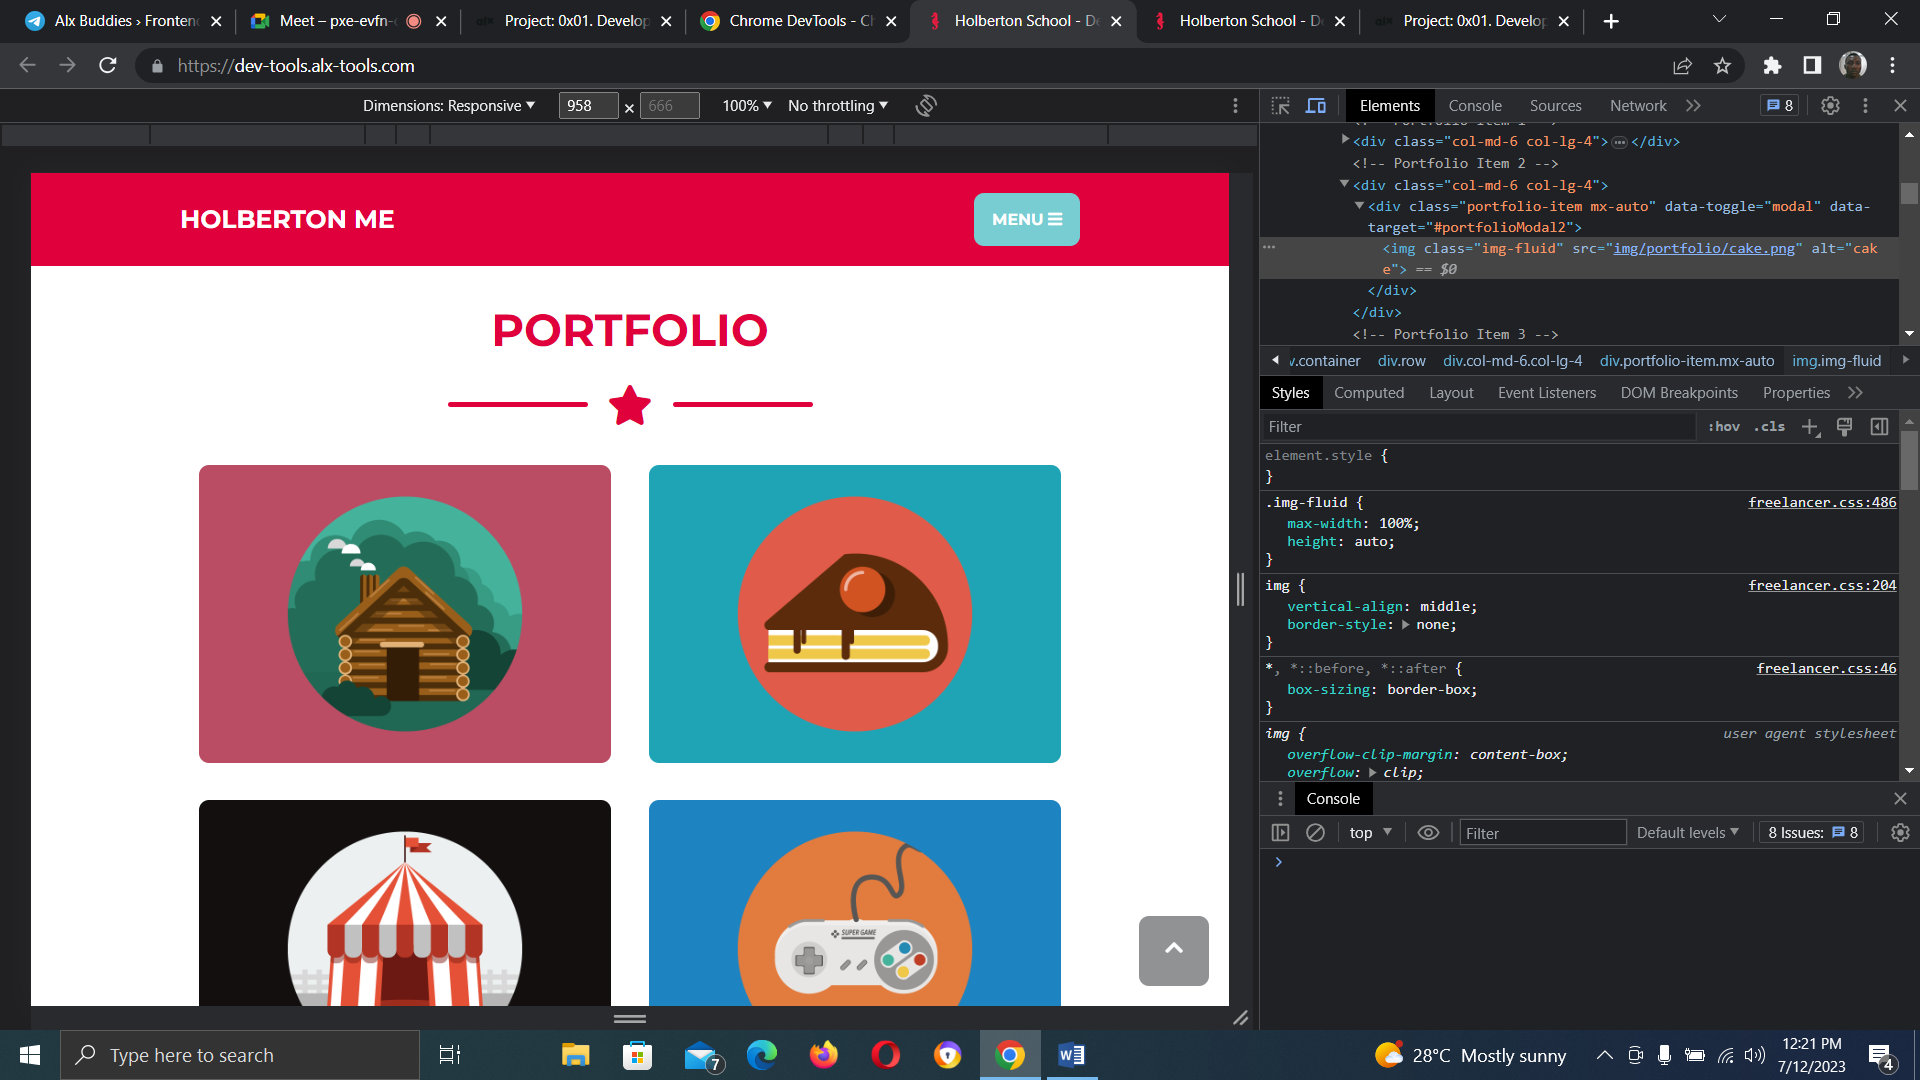 Alx Buddies › Fronten
Meet – pxe-evfn-
Project: 0x01. Develop
Chrome DevTools - Ch
Holberton School - De
Holberton School - De
Project: 0x01. Develop
https://dev-tools.alx-tools.com
Dimensions: Responsive
958 × 666
100%
No throttling
Elements
Console
Sources
Network
8
HOLBERTON ME
MENU
PORTFOLIO
SUPER GAME
<div class="col-md-6 col-lg-4"> … </div>
<!-- Portfolio Item 2 -->
<div class="col-md-6 col-lg-4">
<div class="portfolio-item mx-auto" data-toggle="modal" data-
target="#portfolioModal2">
<img class="img-fluid" src="img/portfolio/cake.png" alt="cak
e"> == $0
</div>
</div>
<!-- Portfolio Item 3 -->
v.container div.row div.col-md-6.col-lg-4 div.portfolio-item.mx-auto img.img-fluid
Styles Computed Layout Event Listeners DOM Breakpoints Properties
Filter :hov .cls
element.style {
}
.img-fluid { freelancer.css:486
max-width: 100%;
height: auto;
}
img { freelancer.css:204
vertical-align: middle;
border-style: none;
}
*, *::before, *::after { freelancer.css:46
box-sizing: border-box;
}
img { user agent stylesheet
overflow-clip-margin: content-box;
overflow: clip;
Console
top Filter Default levels 8 Issues: 8
Type here to search
7
28°C Mostly sunny
12:21 PM
7/12/2023
4